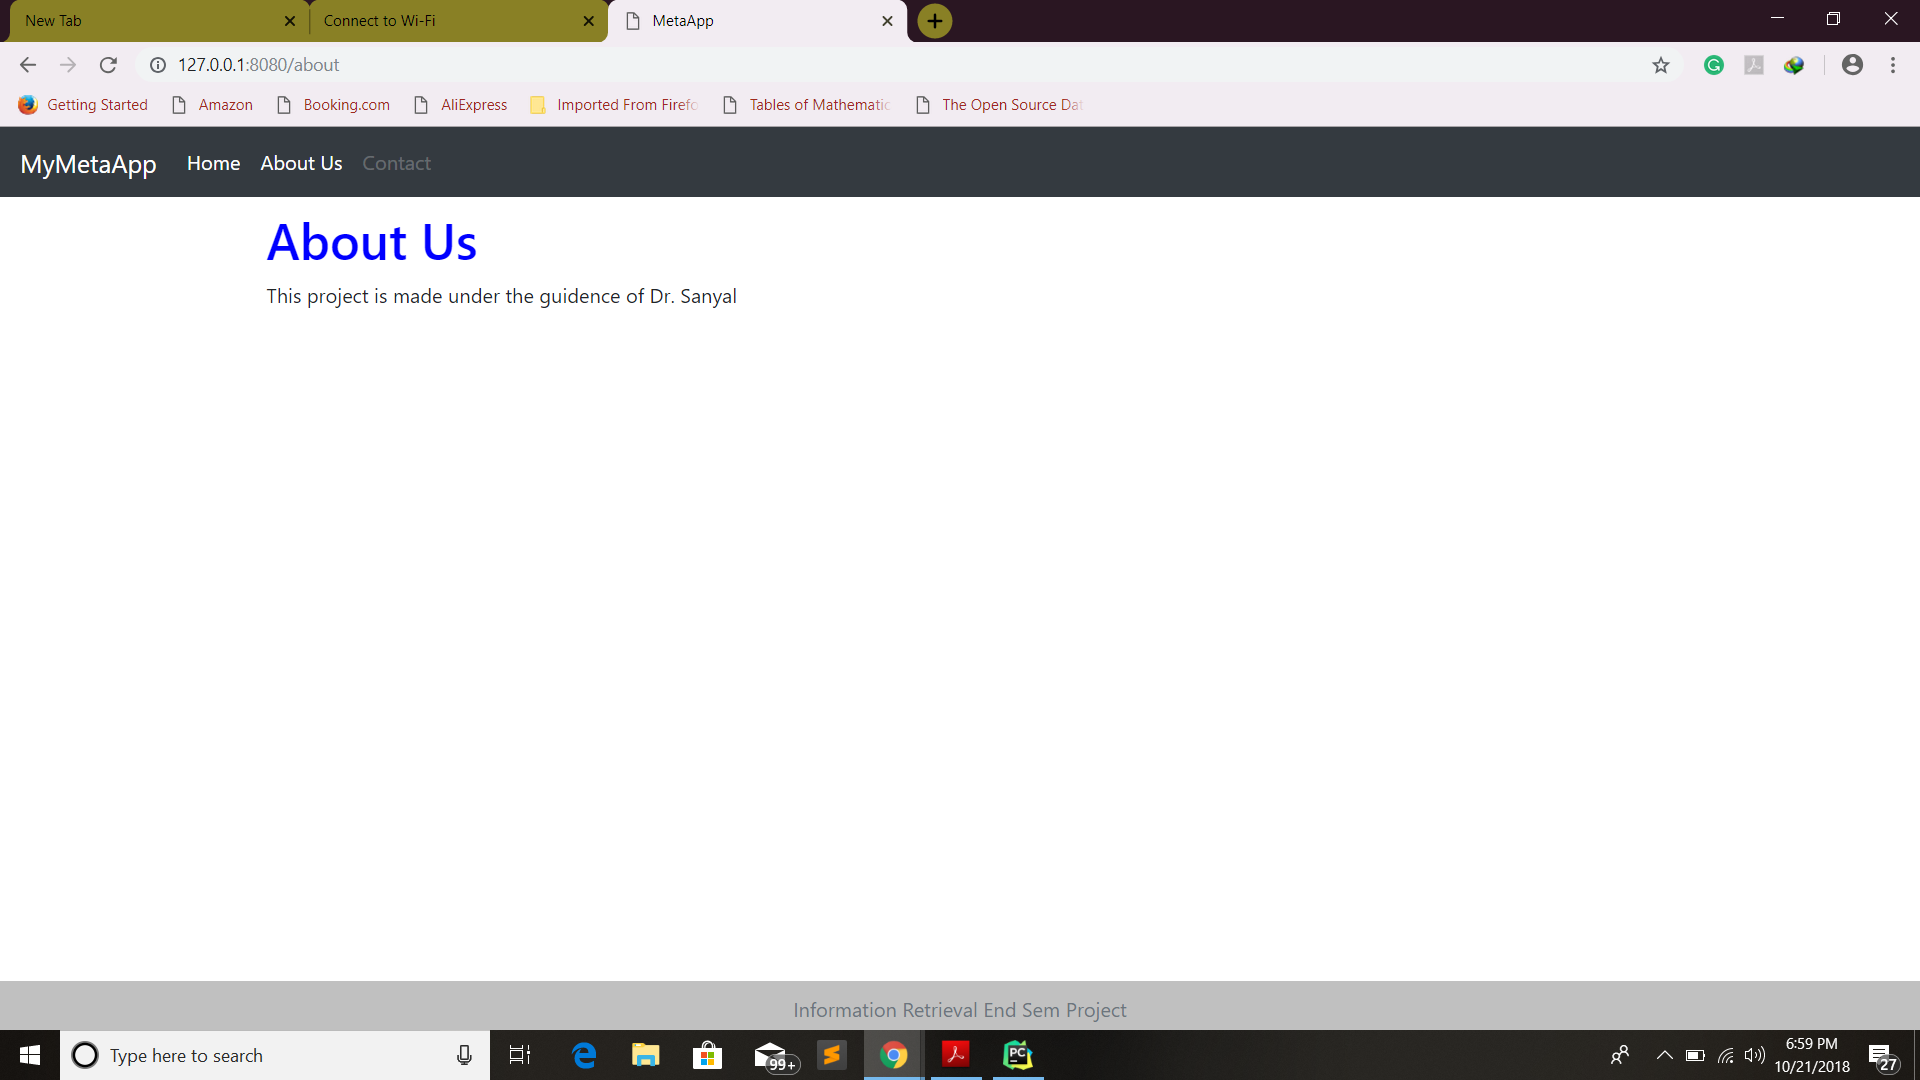 New Tab
Connect to Wi-Fi
MetaApp
127.0.0.1:8080/about
Getting Started
Amazon
Booking.com
AliExpress
Imported From Firefo
Tables of Mathematic
The Open Source Dat
MyMetaApp
Home
About Us
Contact
About Us
This project is made under the guidence of Dr. Sanyal
Information Retrieval End Sem Project
Type here to search
99+
PC
6:59 PM
10/21/2018
27